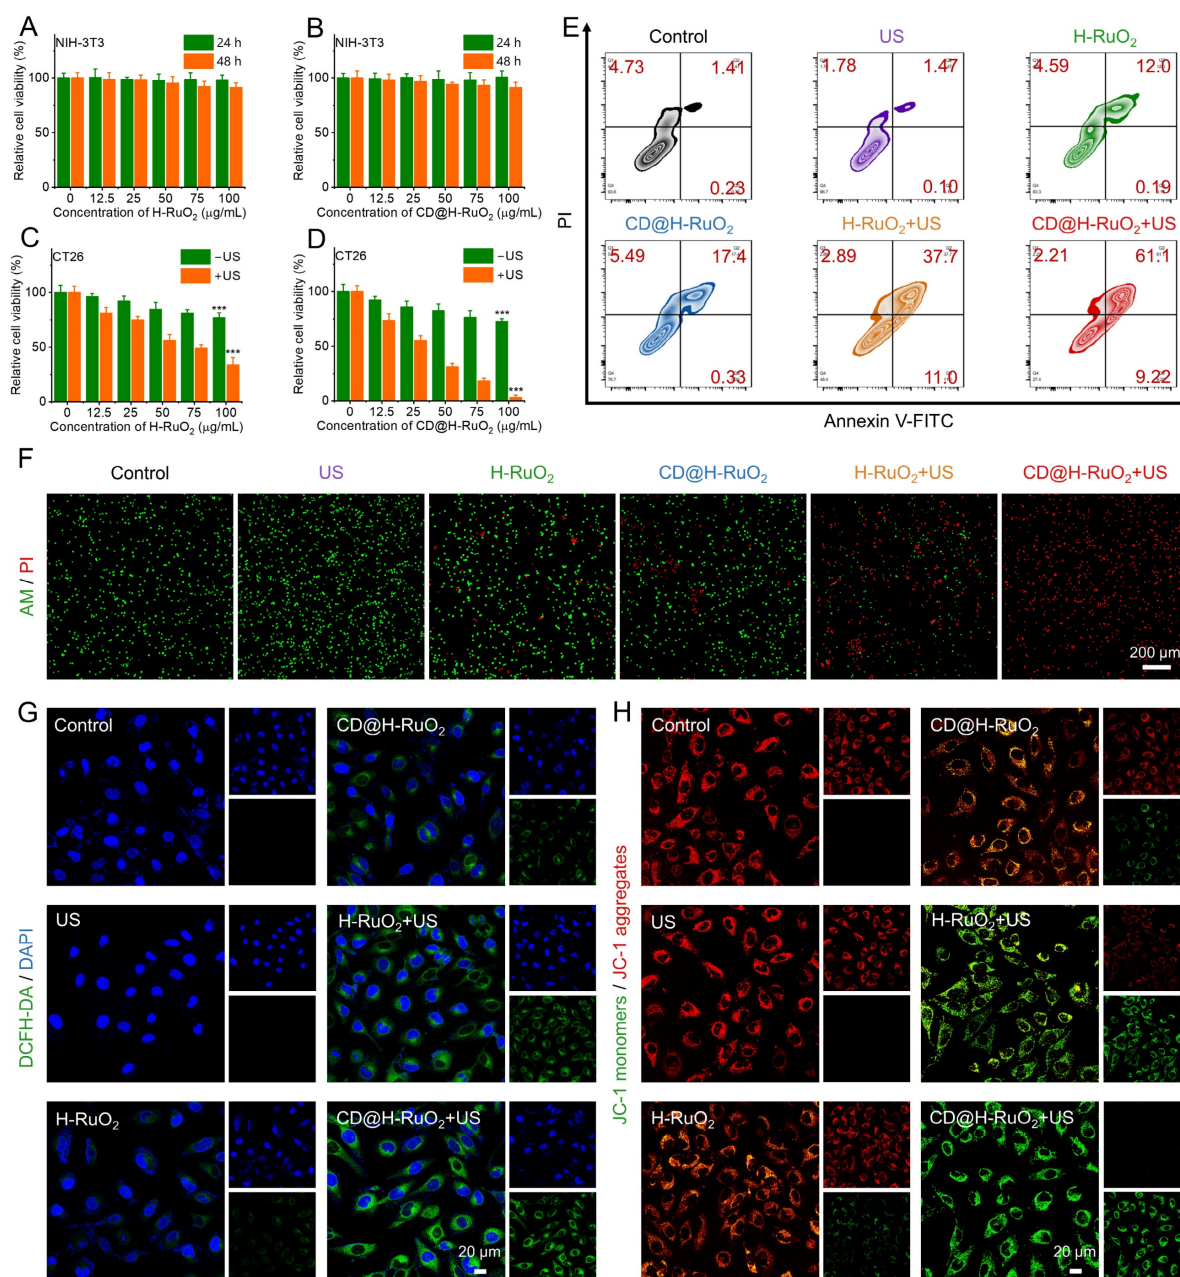 A
NIH-3T3
24 h
48 h
Relative cell viability (%)
100
50
0
0 12.5 25 50 75 100
Concentration of H-RuO₂ (µg/mL)
B
NIH-3T3
24 h
48 h
Relative cell viability (%)
100
50
0
0 12.5 25 50 75 100
Concentration of CD@H-RuO₂ (µg/mL)
C
CT26
−US
+US
Relative cell viability (%)
100
50
0
***
***
0 12.5 25 50 75 100
Concentration of H-RuO₂ (µg/mL)
D
CT26
−US
+US
Relative cell viability (%)
100
50
0
***
***
0 12.5 25 50 75 100
Concentration of CD@H-RuO₂ (µg/mL)
E
PI
Control
4.73 1.41
0.23
US
1.78 1.47
0.10
H-RuO₂
4.59 12.0
0.19
CD@H-RuO₂
5.49 17.4
0.33
H-RuO₂+US
2.89 37.7
11.0
CD@H-RuO₂+US
2.21 61.1
9.22
Annexin V-FITC
F
Control US H-RuO₂ CD@H-RuO₂ H-RuO₂+US CD@H-RuO₂+US
AM / PI
200 µm
G
DCFH-DA / DAPI
Control
CD@H-RuO₂
US
H-RuO₂+US
H-RuO₂
CD@H-RuO₂+US
20 µm
H
JC-1 monomers / JC-1 aggregates
Control
CD@H-RuO₂
US
H-RuO₂+US
H-RuO₂
CD@H-RuO₂+US
20 µm